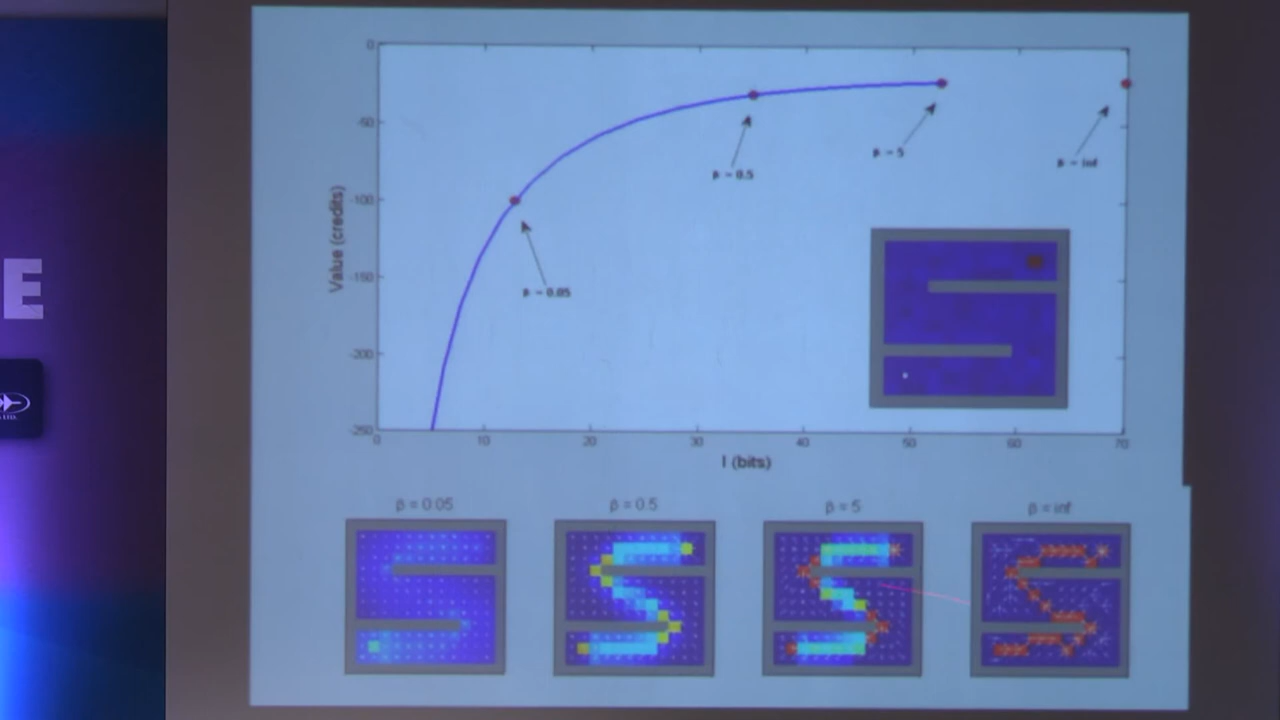 0
-50
-100
-150
-200
-250
Value (credits)
0 10 20 30 40 50 60 70
I (bits)
β = 0.05
β = 0.5
β = 5
β = inf
β = 0.05 β = 0.5 β = 5 β = inf
E
LTD.